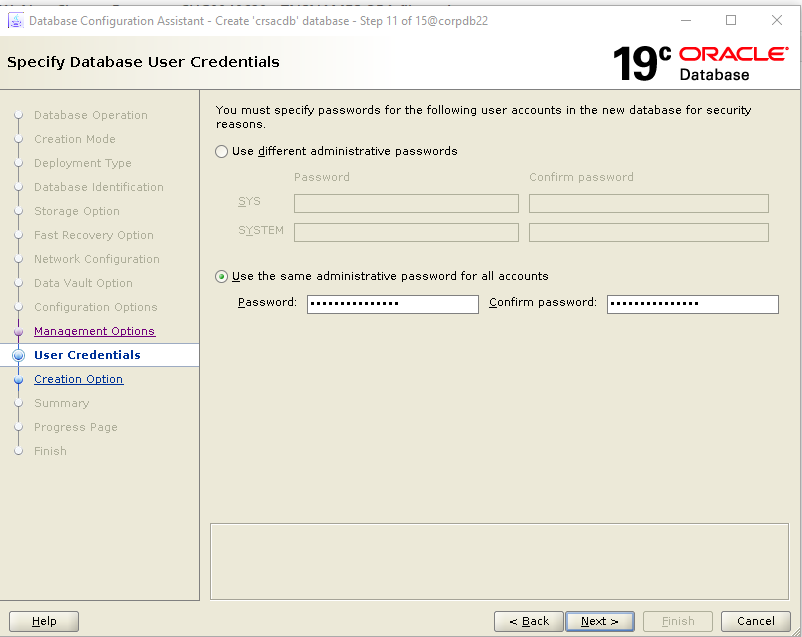 Database Configuration Assistant - Create 'crsacdb' database - Step 11 of 15@corpdb22
Specify Database User Credentials
19c ORACLE
Database
Database Operation
Creation Mode
Deployment Type
Database Identification
Storage Option
Fast Recovery Option
Network Configuration
Data Vault Option
Configuration Options
Management Options
User Credentials
Creation Option
Summary
Progress Page
Finish
You must specify passwords for the following user accounts in the new database for security
reasons.
Use different administrative passwords
Password Confirm password
SYS
SYSTEM
Use the same administrative password for all accounts
Password: ••••••••••••••• Confirm password: •••••••••••••••
Help < Back Next > Finish Cancel